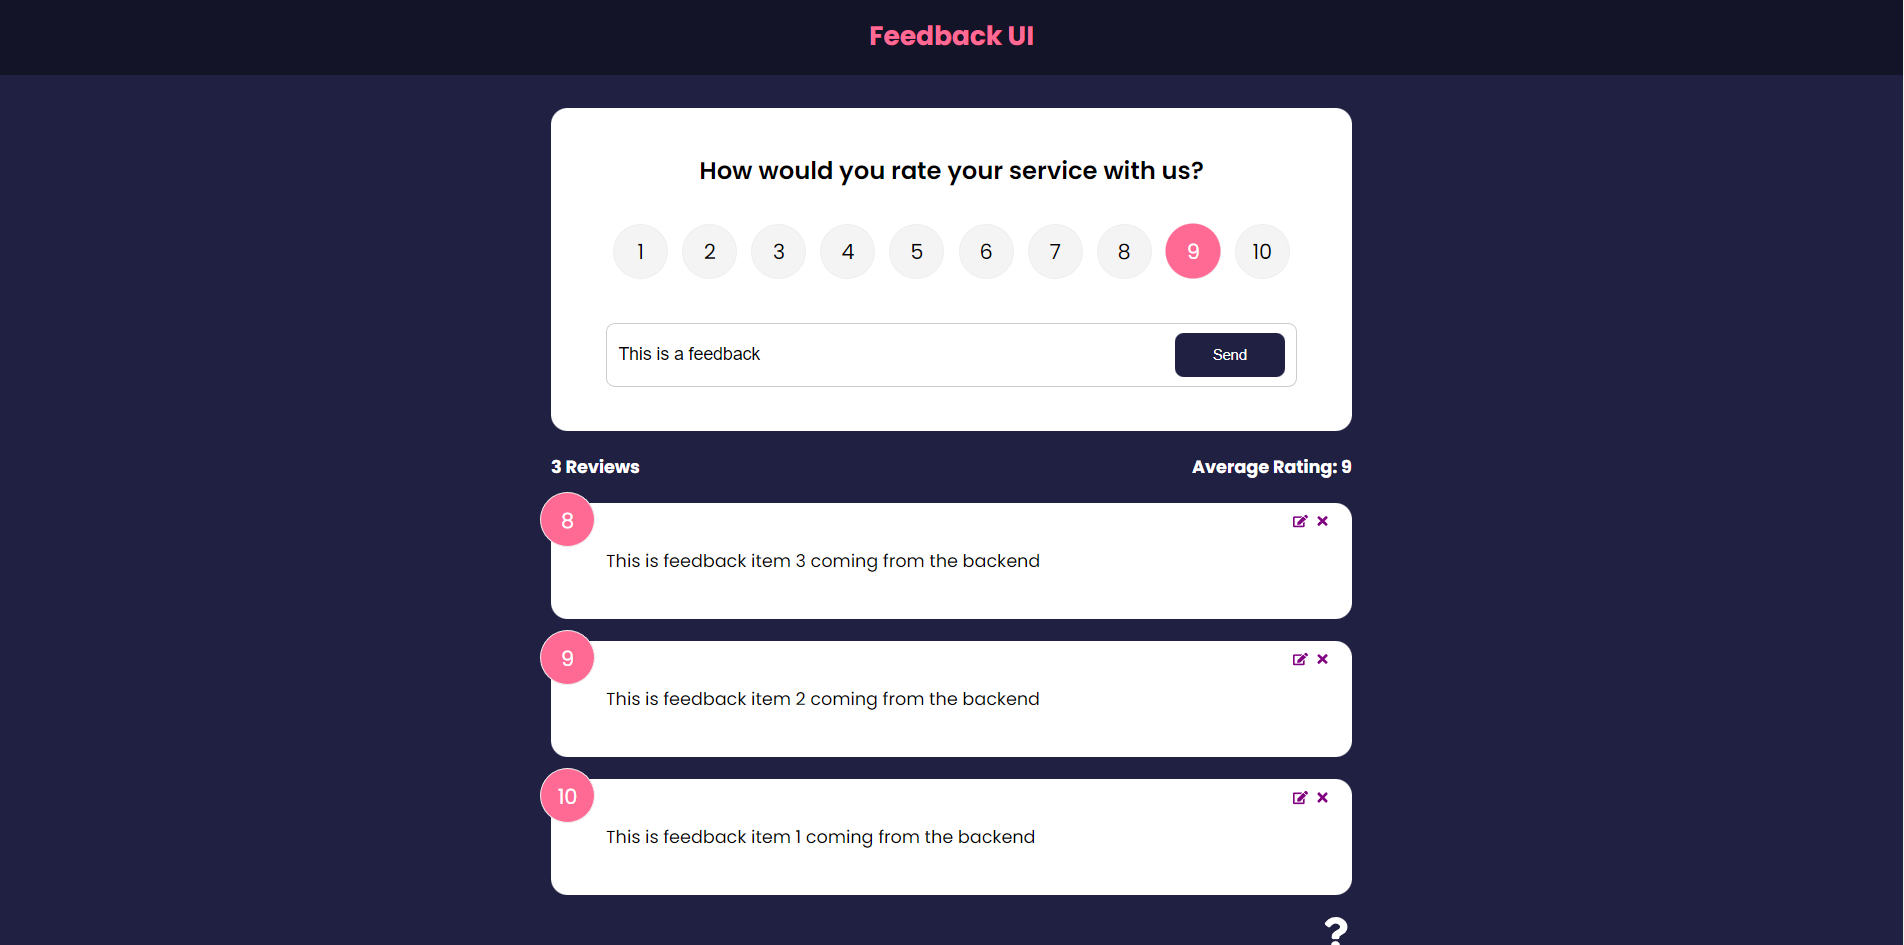 Feedback UI
How would you rate your service with us?
1 2 3 4 5 6 7 8 9 10
This is a feedback Send
3 Reviews Average Rating: 9
8
This is feedback item 3 coming from the backend
9
This is feedback item 2 coming from the backend
10
This is feedback item 1 coming from the backend
?